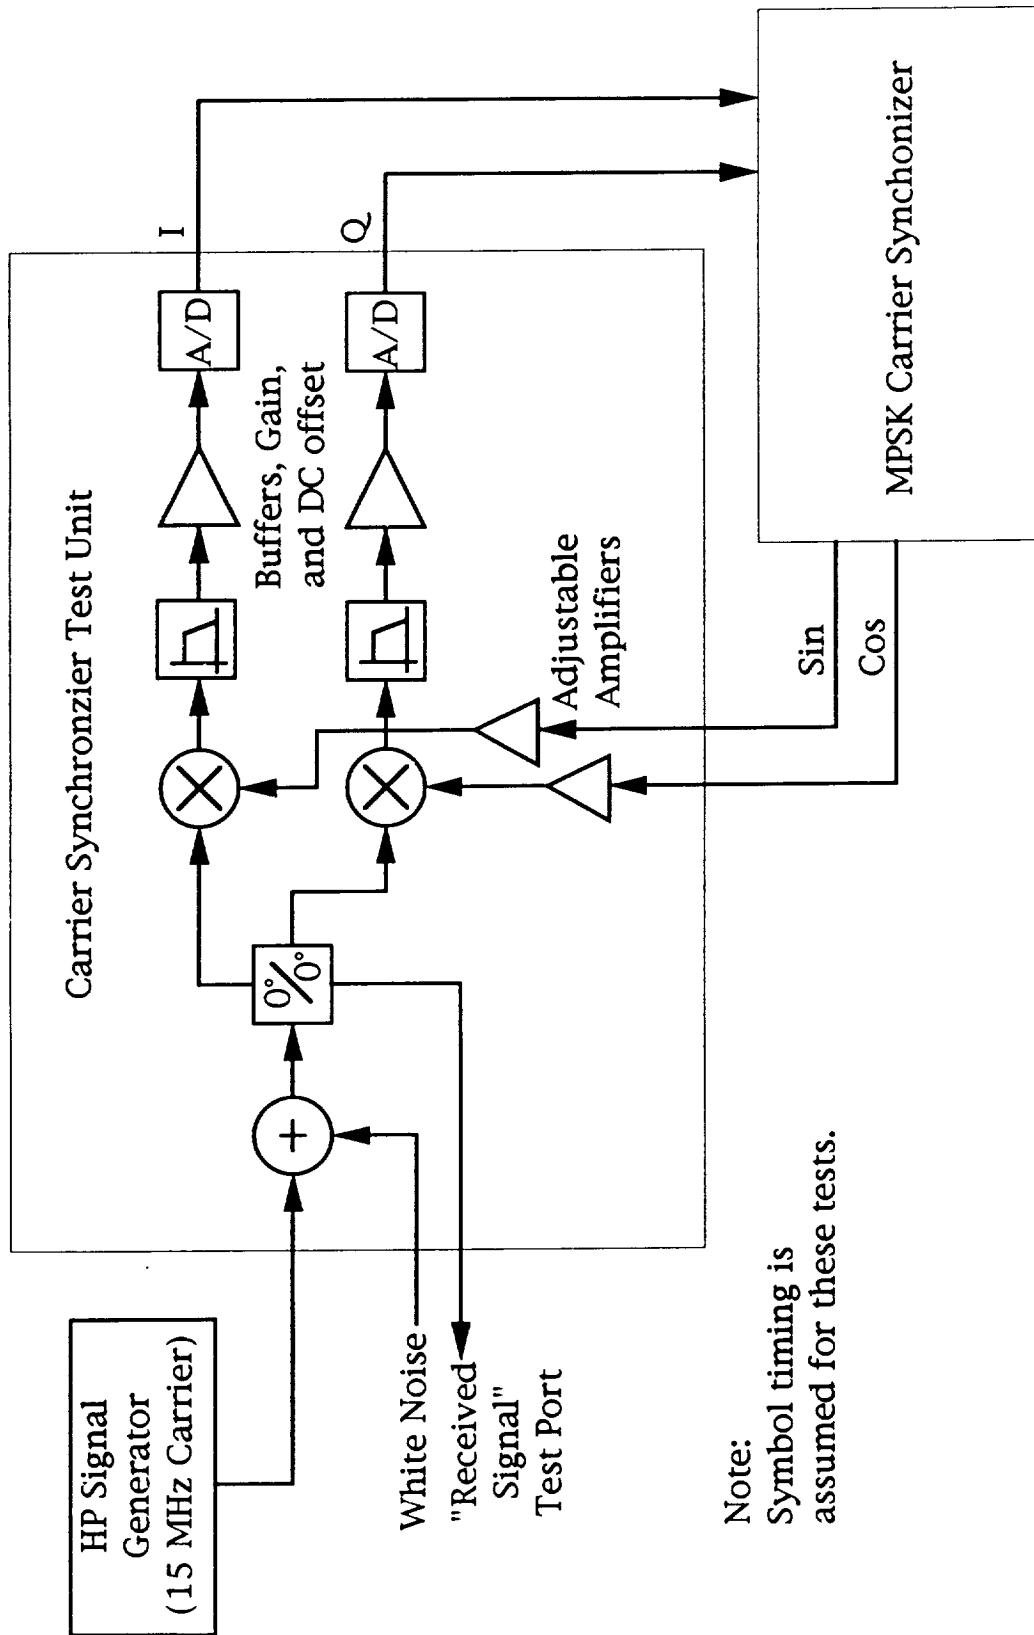 Carrier Synchronzier Test Unit
HP Signal
Generator
(15 MHz Carrier)
+
0°/0°
A/D
I
Buffers, Gain,
and DC offset
A/D
Q
White Noise
"Received
Signal"
Test Port
Adjustable
Amplifiers
Sin
Cos
MPSK Carrier Synchonizer
Note:
Symbol timing is
assumed for these tests.